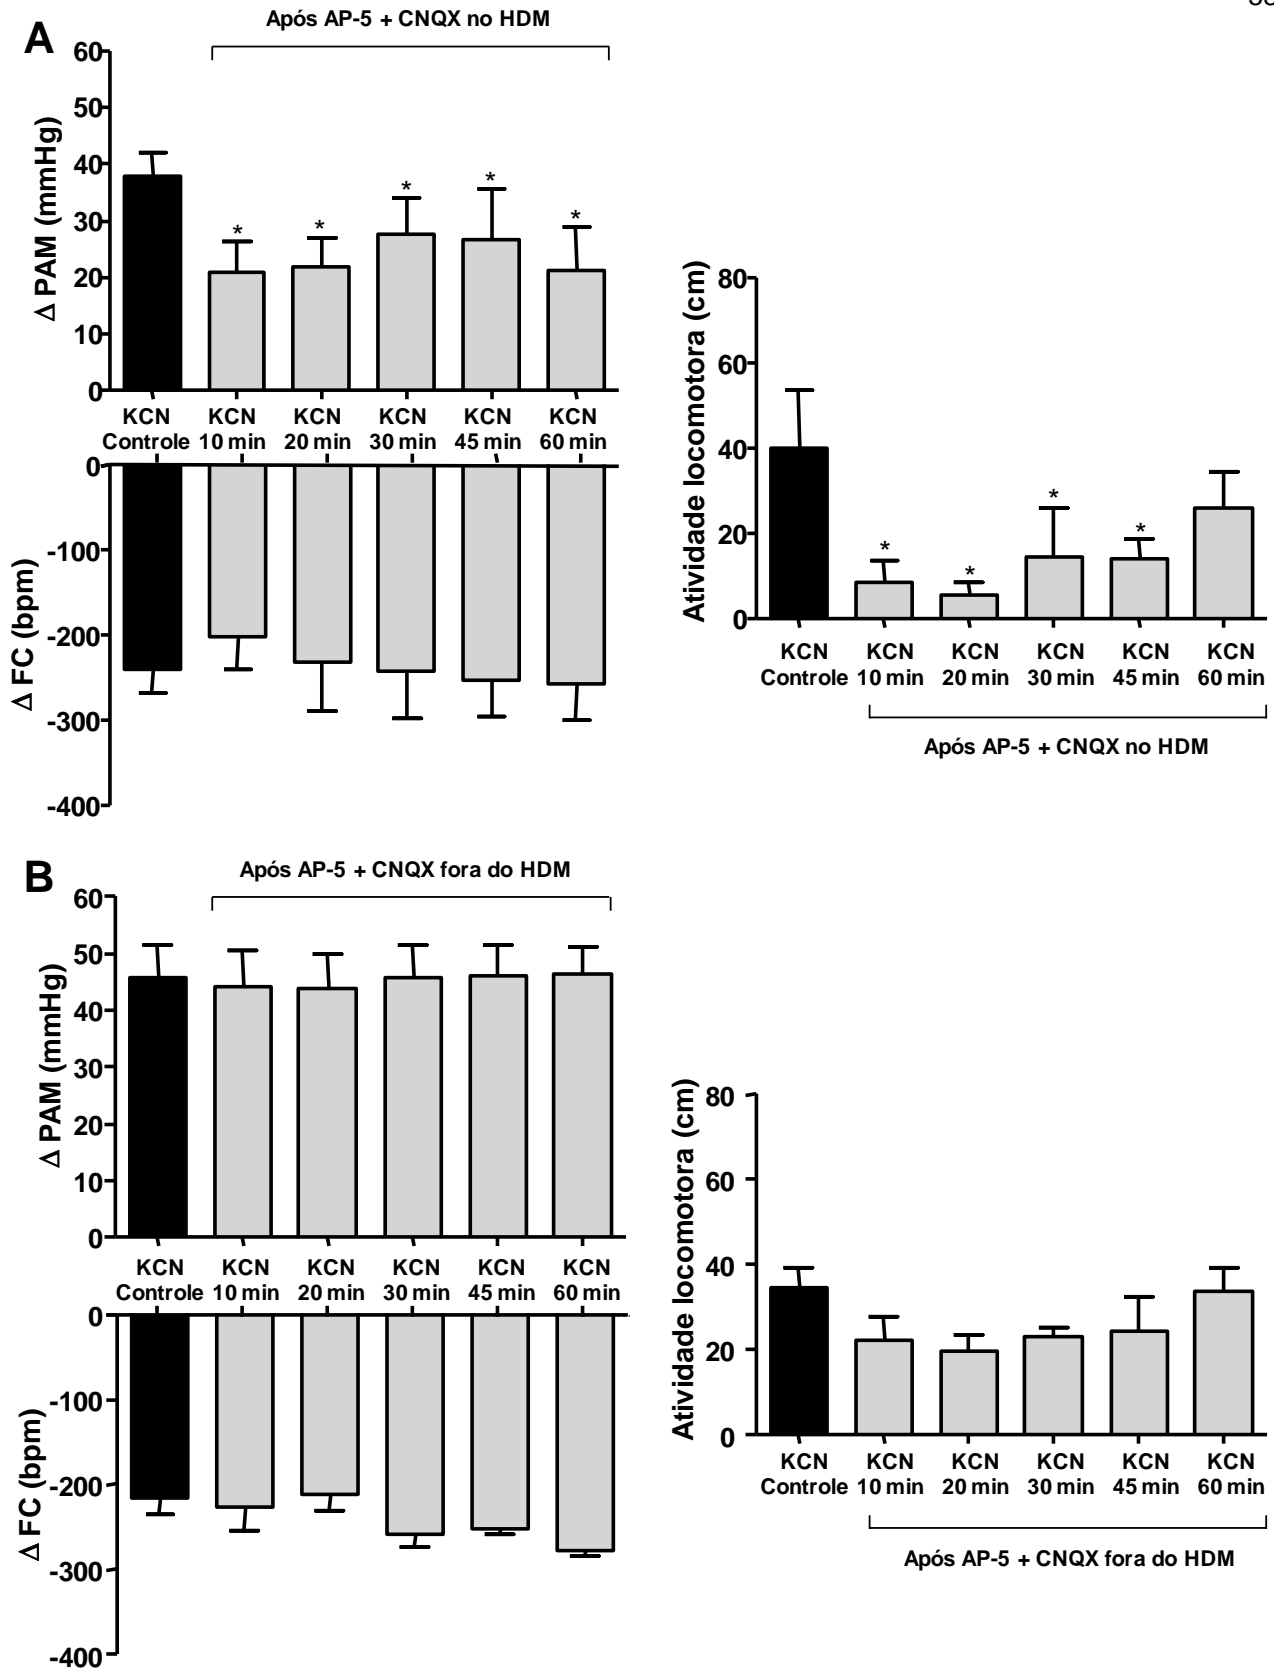 A
Após AP-5 + CNQX no HDM
Δ PAM (mmHg)
60
50
40
30
20
10
0
* * * * *
KCN KCN KCN KCN KCN KCN
Controle 10 min 20 min 30 min 45 min 60 min
Δ FC (bpm)
0
-100
-200
-300
-400
Atividade locomotora (cm)
80
60
40
20
0
* * * *
KCN KCN KCN KCN KCN KCN
Controle 10 min 20 min 30 min 45 min 60 min
Após AP-5 + CNQX no HDM
B
Após AP-5 + CNQX fora do HDM
Δ PAM (mmHg)
60
50
40
30
20
10
0
KCN KCN KCN KCN KCN KCN
Controle 10 min 20 min 30 min 45 min 60 min
Δ FC (bpm)
0
-100
-200
-300
-400
Atividade locomotora (cm)
80
60
40
20
0
KCN KCN KCN KCN KCN KCN
Controle 10 min 20 min 30 min 45 min 60 min
Após AP-5 + CNQX fora do HDM